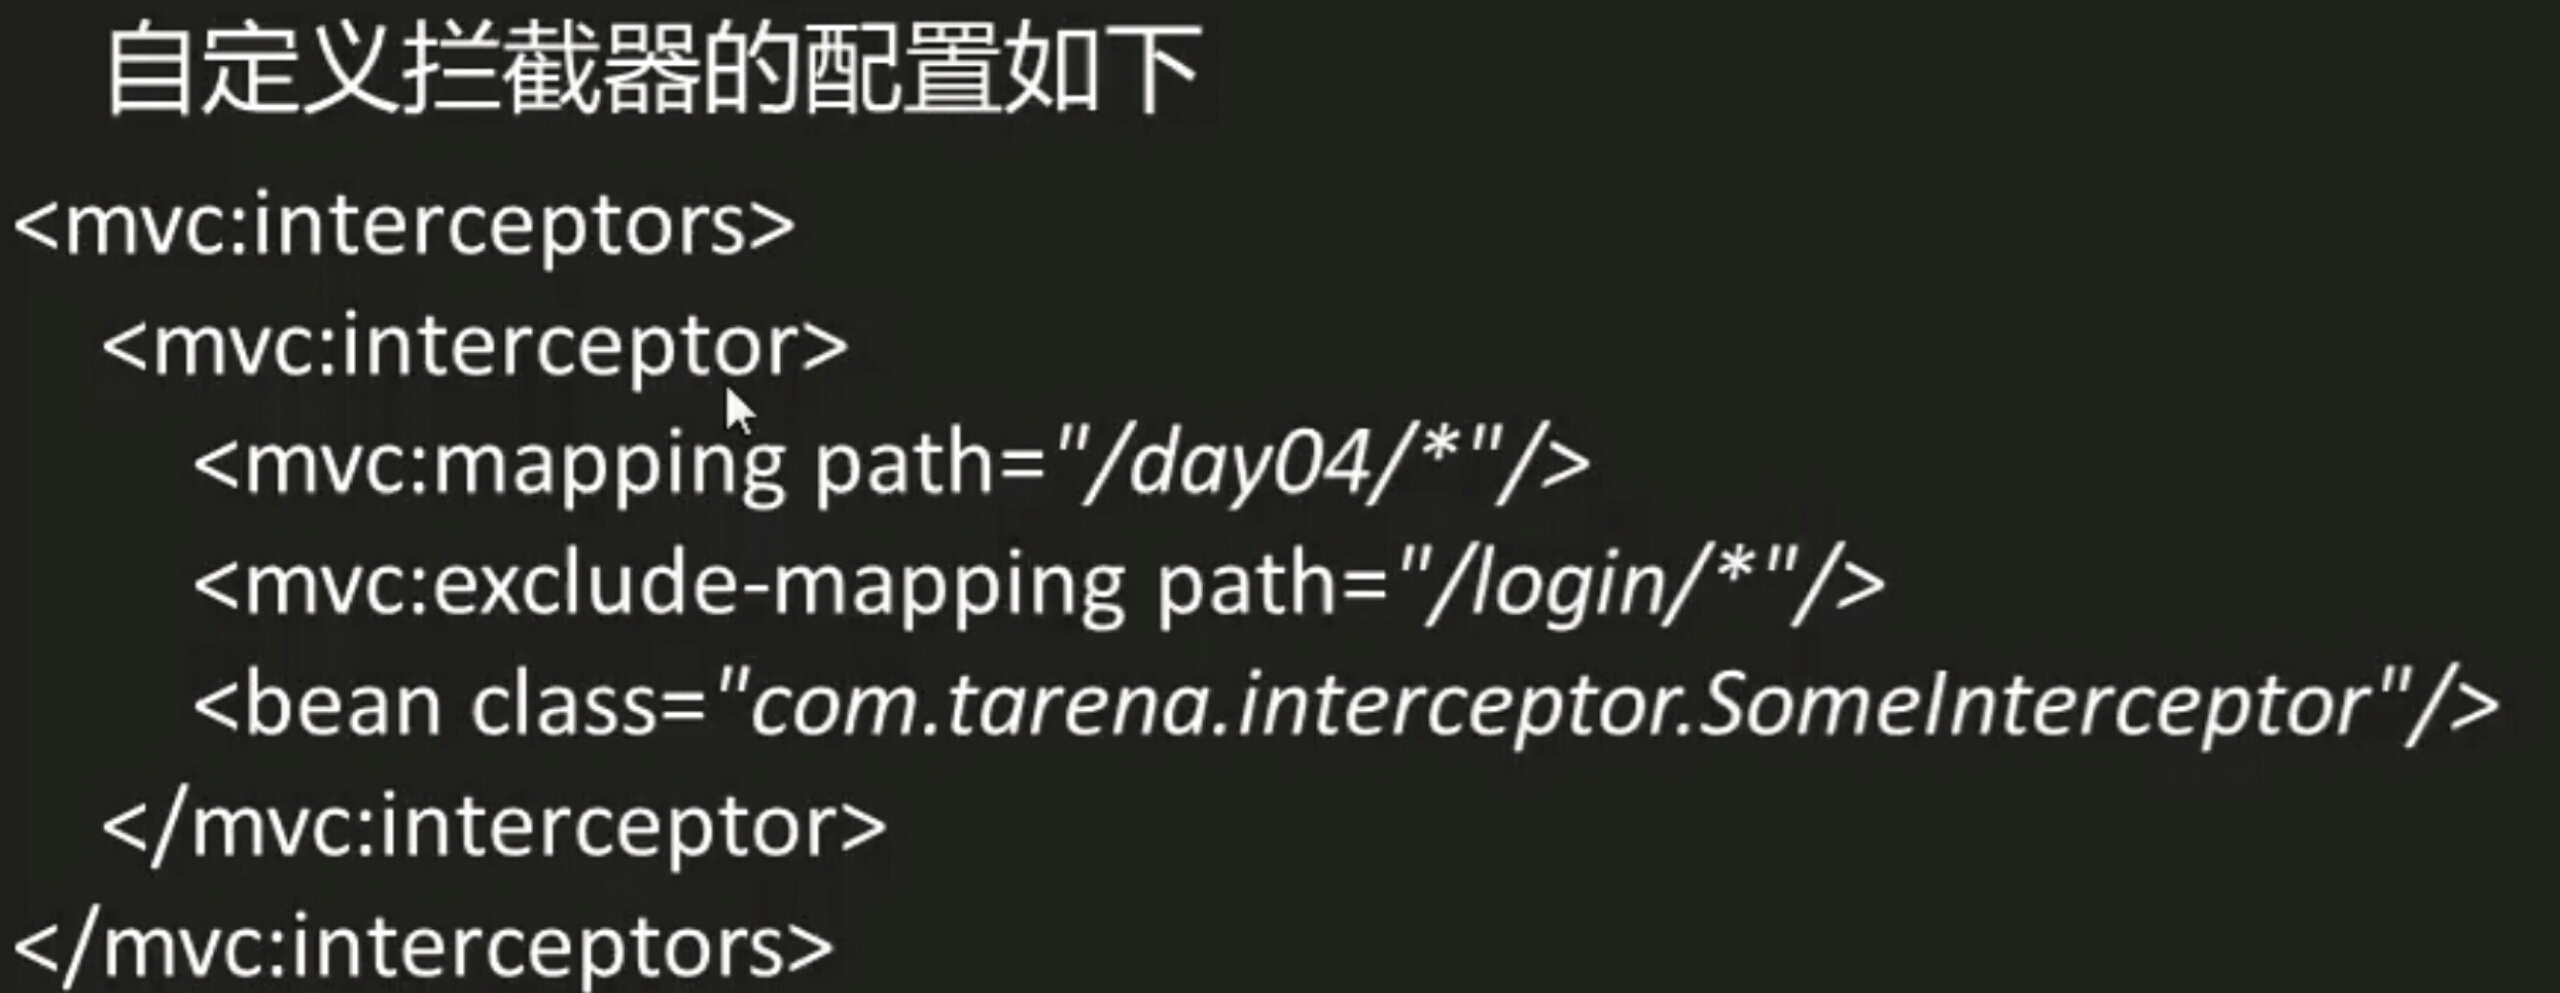 自定义拦截器的配置如下
<mvc:interceptors>
<mvc:interceptor>
<mvc:mapping path="/day04/*"/>
<mvc:exclude-mapping path="/login/*"/>
<bean class="com.tarena.interceptor.SomeInterceptor"/>
</mvc:interceptor>
</mvc:interceptors>